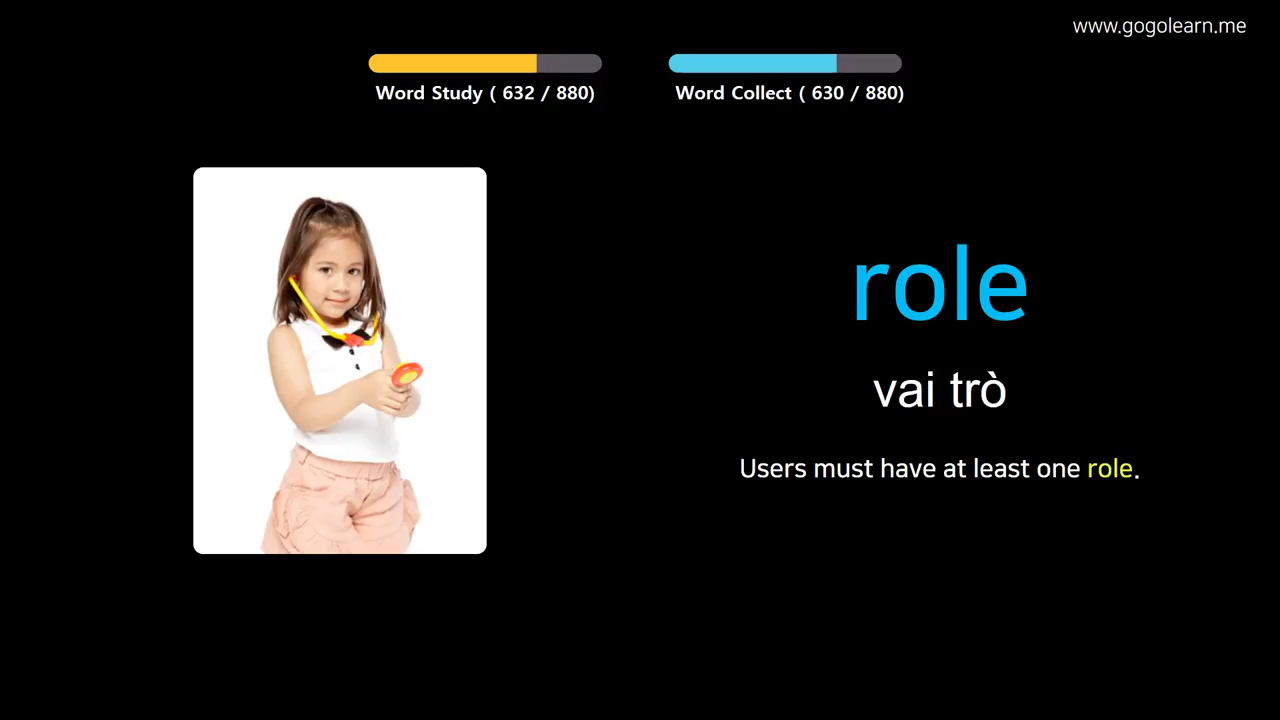 www.gogolearn.me
Word Study ( 632 / 880)
Word Collect ( 630 / 880)
role
vai trò
Users must have at least one role.